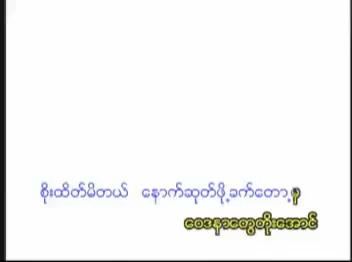 စိုးထိတ်မိတယ် နောက်ဆုတ်ဖို့ခက်တော့မှ
ဝေဒနာတွေတိုးအောင်